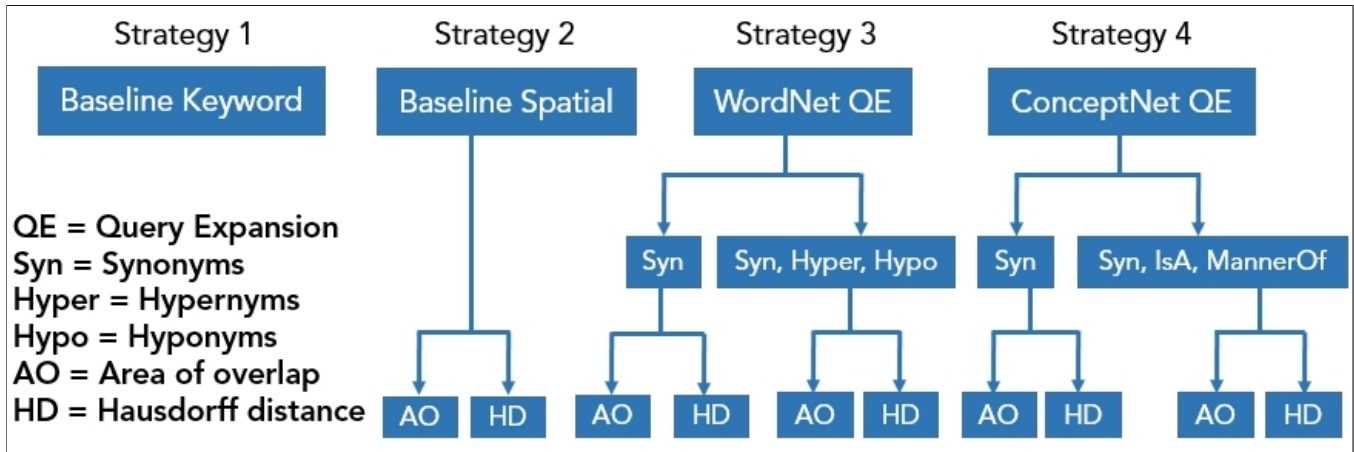 Strategy 1
Strategy 2
Strategy 3
Strategy 4
Baseline Keyword
Baseline Spatial
WordNet QE
ConceptNet QE
QE = Query Expansion
Syn = Synonyms
Hyper = Hypernyms
Hypo = Hyponyms
AO = Area of overlap
HD = Hausdorff distance
Syn
Syn, Hyper, Hypo
Syn
Syn, IsA, MannerOf
AO
HD
AO
HD
AO
HD
AO
HD
AO
HD